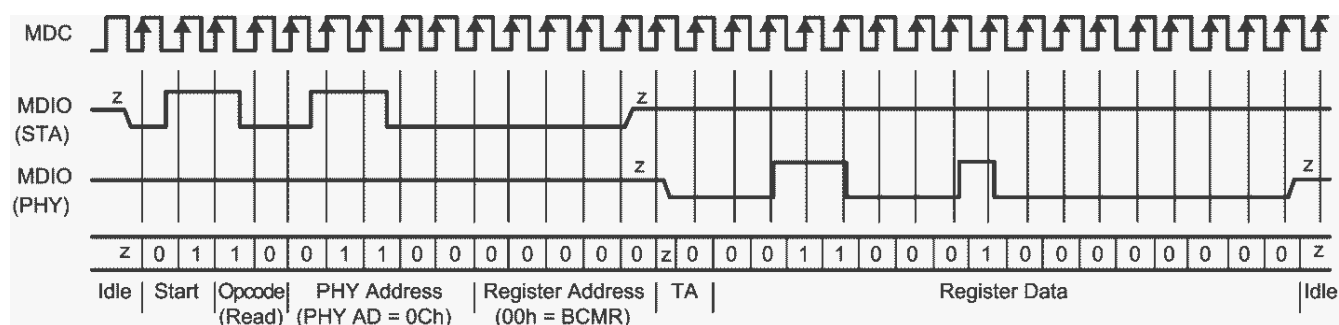 MDC
z z
MDIO
(STA)
z z
MDIO
(PHY)
z 0 1 1 0 0 1 1 0 0 0 0 0 0 0 z 0 0 0 1 1 0 0 0 1 0 0 0 0 0 0 0 0 z
Idle Start Opcode PHY Address Register Address TA Register Data Idle
(Read) (PHY AD = 0Ch) (00h = BCMR)